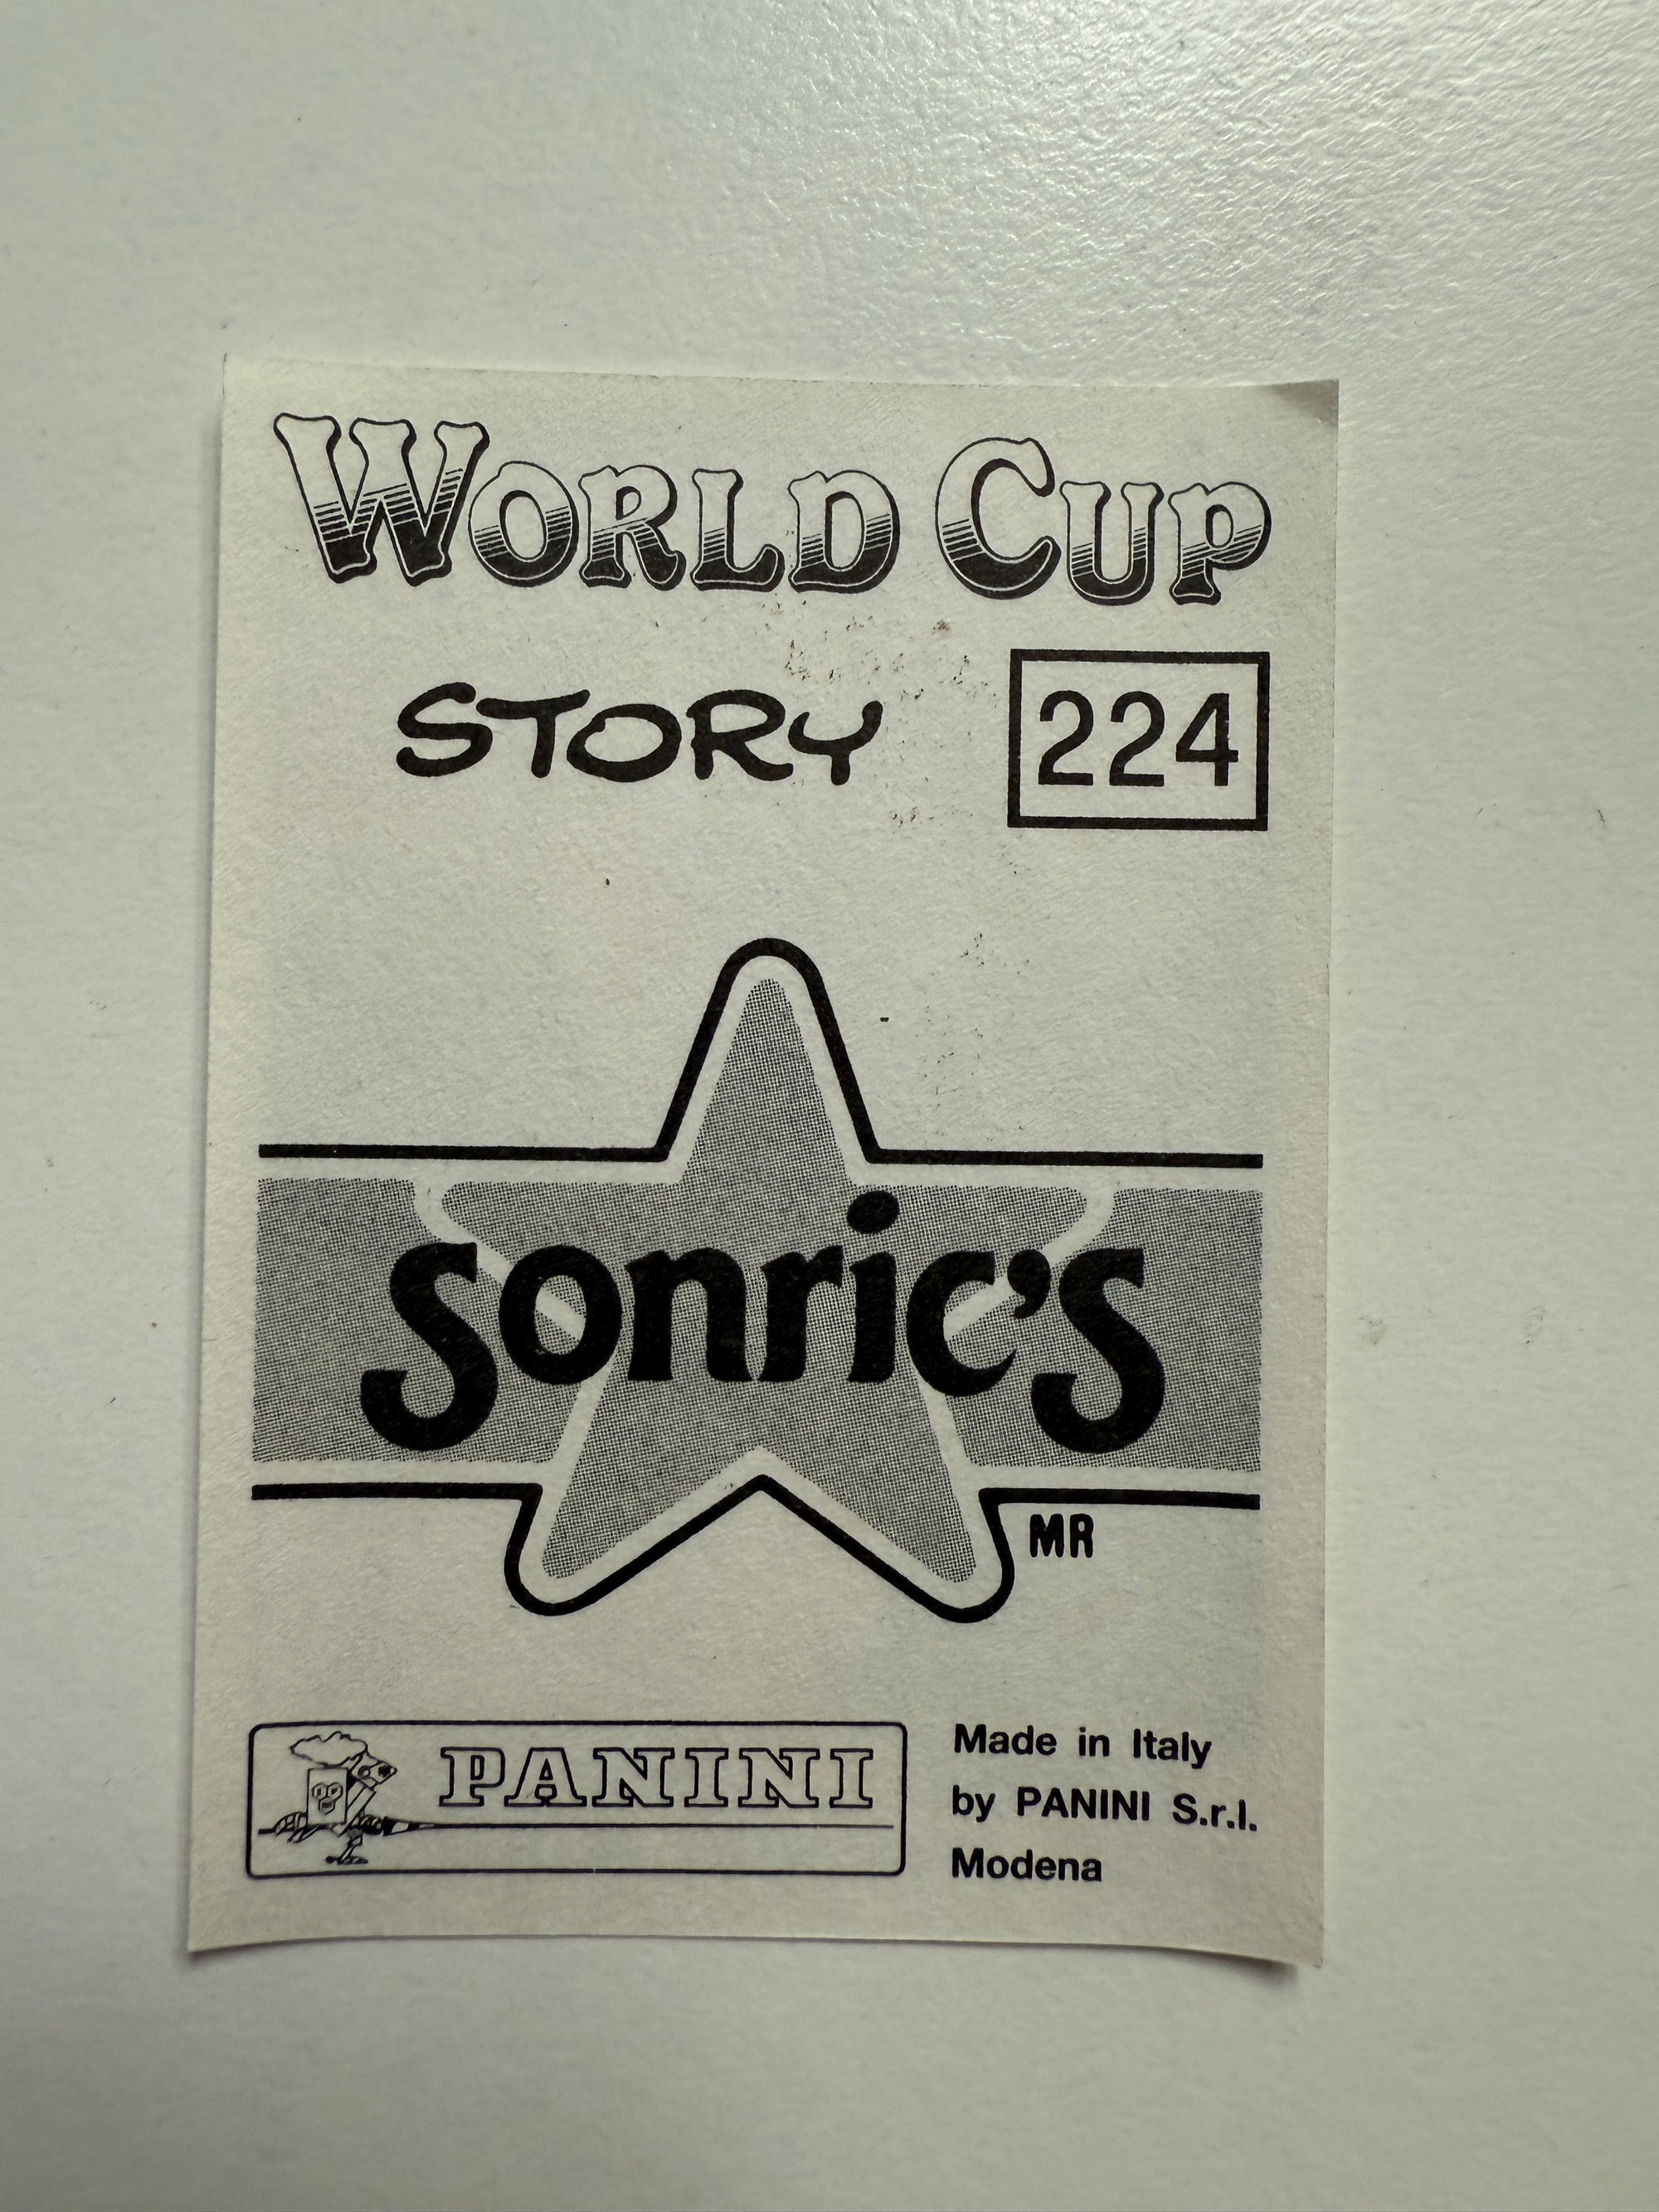 WORLD CUP
STORY 224
sonric's
MR
PANINI
Made in Italy
by PANINI S.r.l.
Modena